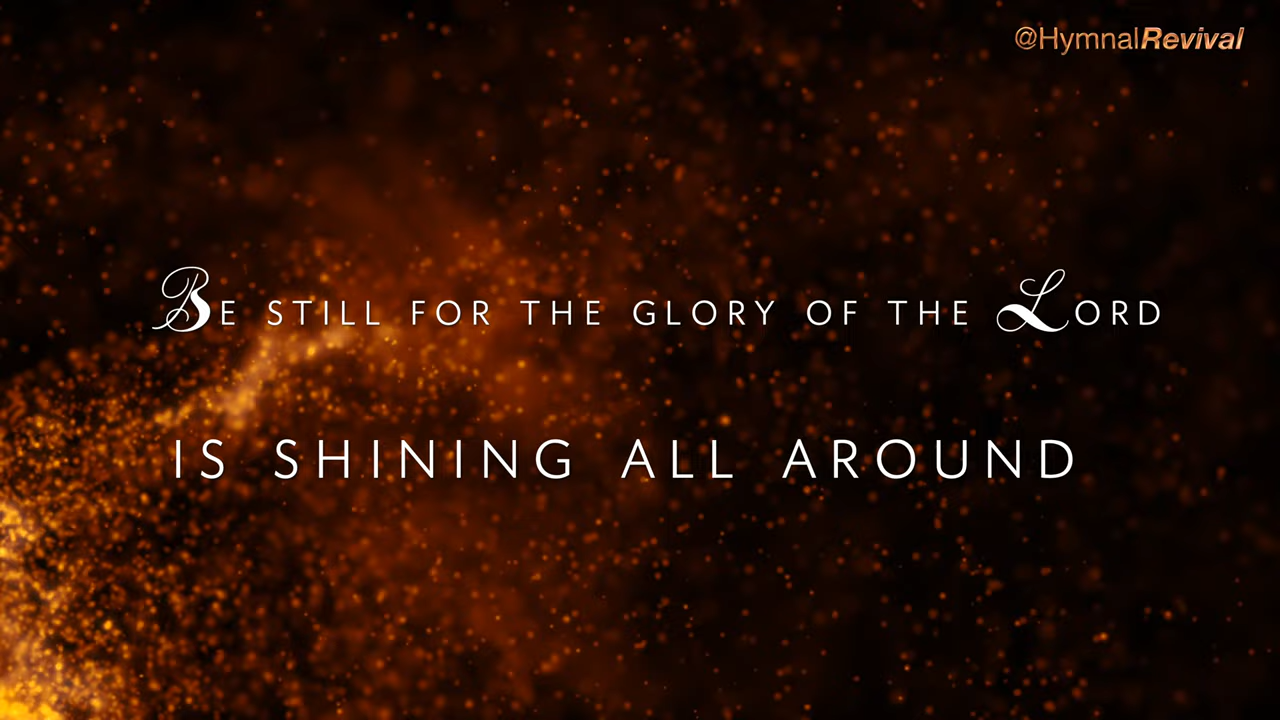 @HymnalRevival
Be still for the glory of the Lord
is shining all around